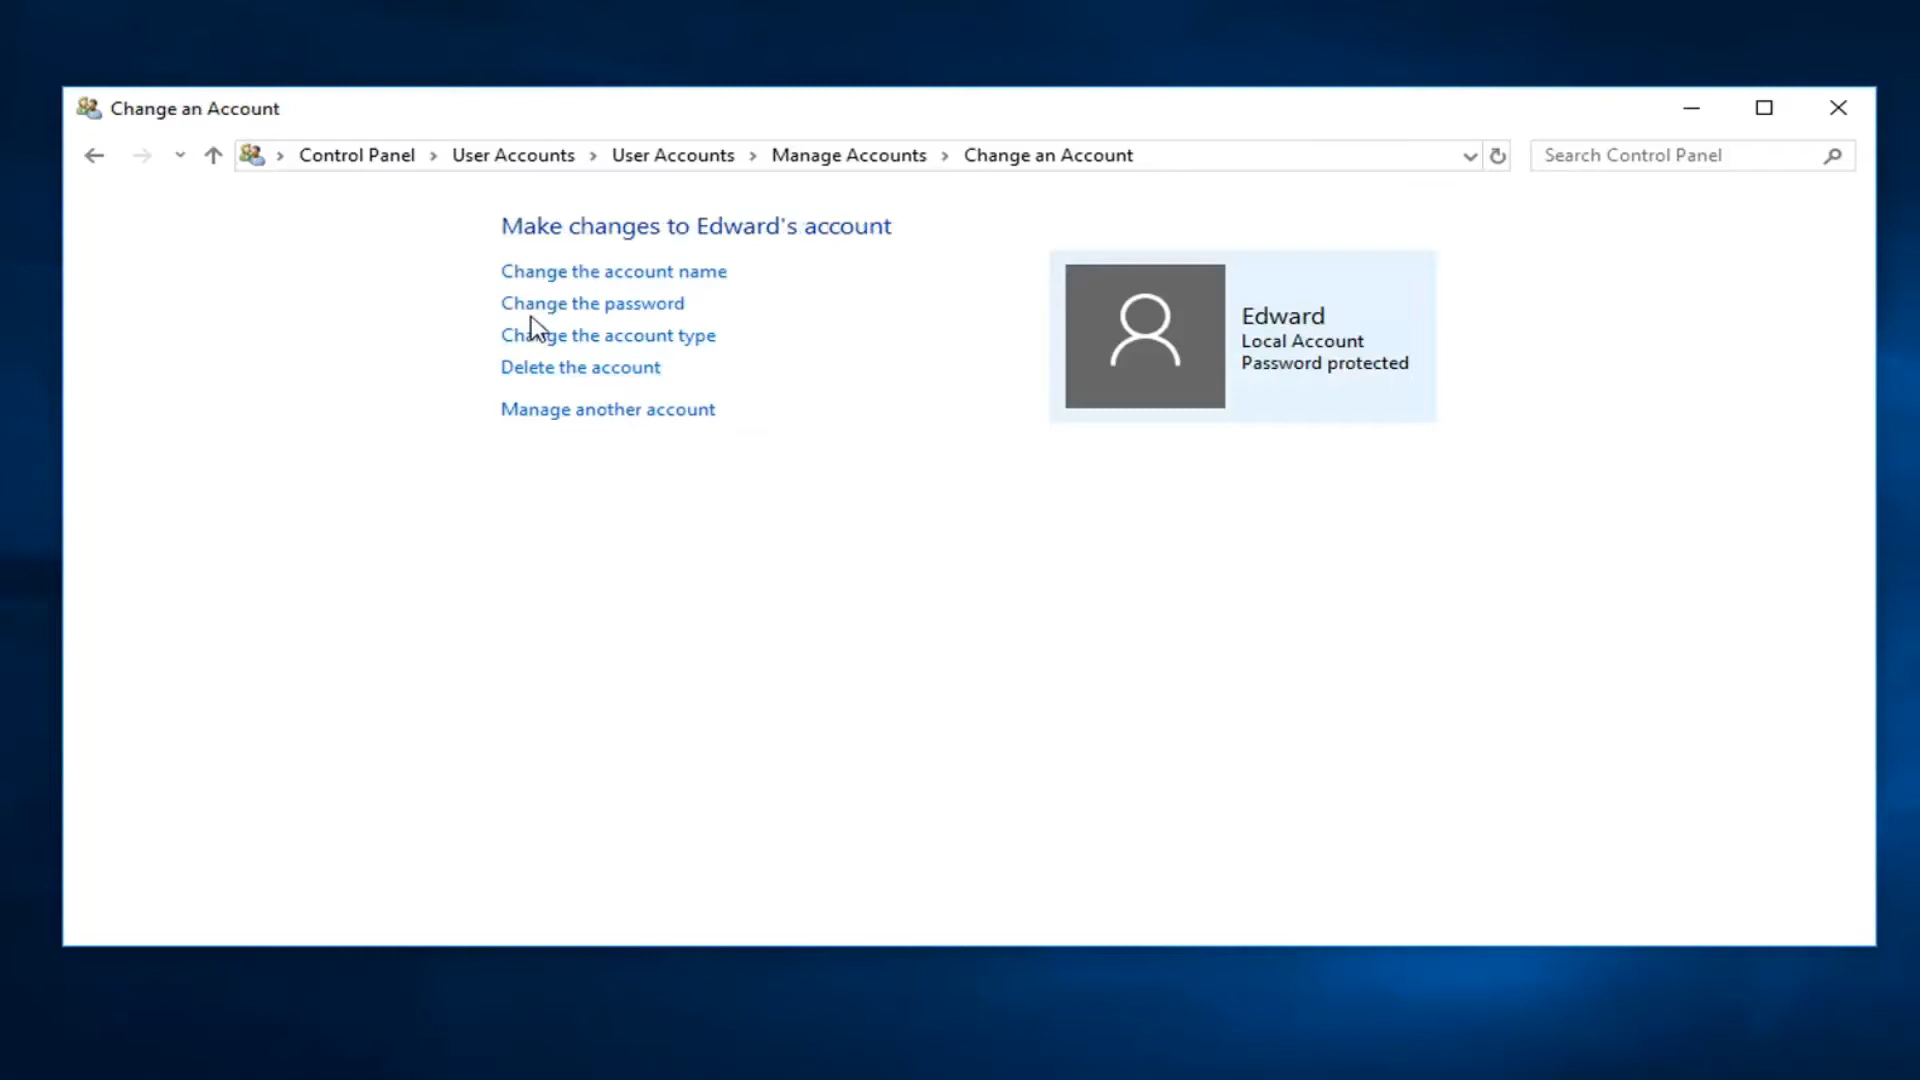 Change an Account
Control Panel > User Accounts > User Accounts > Manage Accounts > Change an Account
Search Control Panel
Make changes to Edward's account
Change the account name
Change the password
Change the account type
Delete the account
Manage another account
Edward
Local Account
Password protected